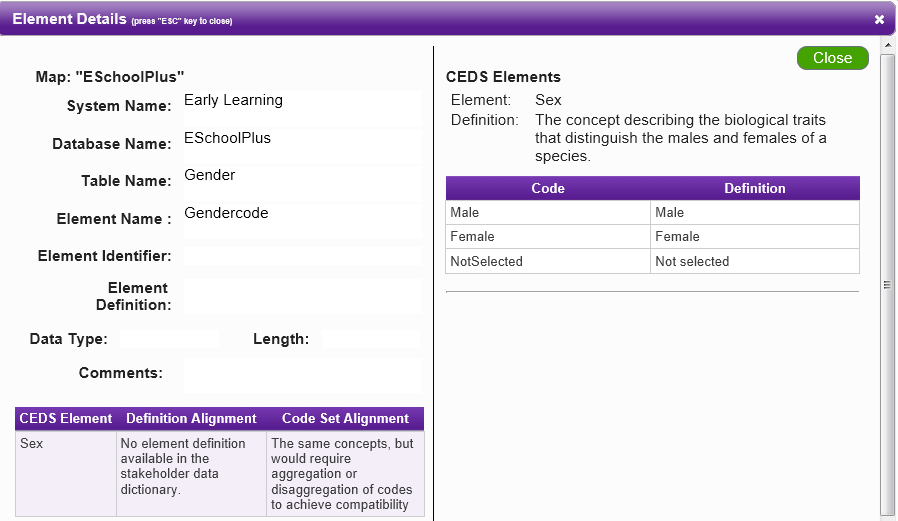 Element Details (press "ESC" key to close)
Close
Map: "ESchoolPlus"
System Name: Early Learning
Database Name: ESchoolPlus
Table Name: Gender
Element Name : Gendercode
Element Identifier:
Element
Definition:
Data Type: Length:
Comments:
CEDS Element Definition Alignment Code Set Alignment
Sex
No element definition
available in the
stakeholder data
dictionary.
The same concepts, but
would require
aggregation or
disaggregation of codes
to achieve compatibility
CEDS Elements
Element: Sex
Definition: The concept describing the biological traits
that distinguish the males and females of a
species.
Code Definition
Male Male
Female Female
NotSelected Not selected